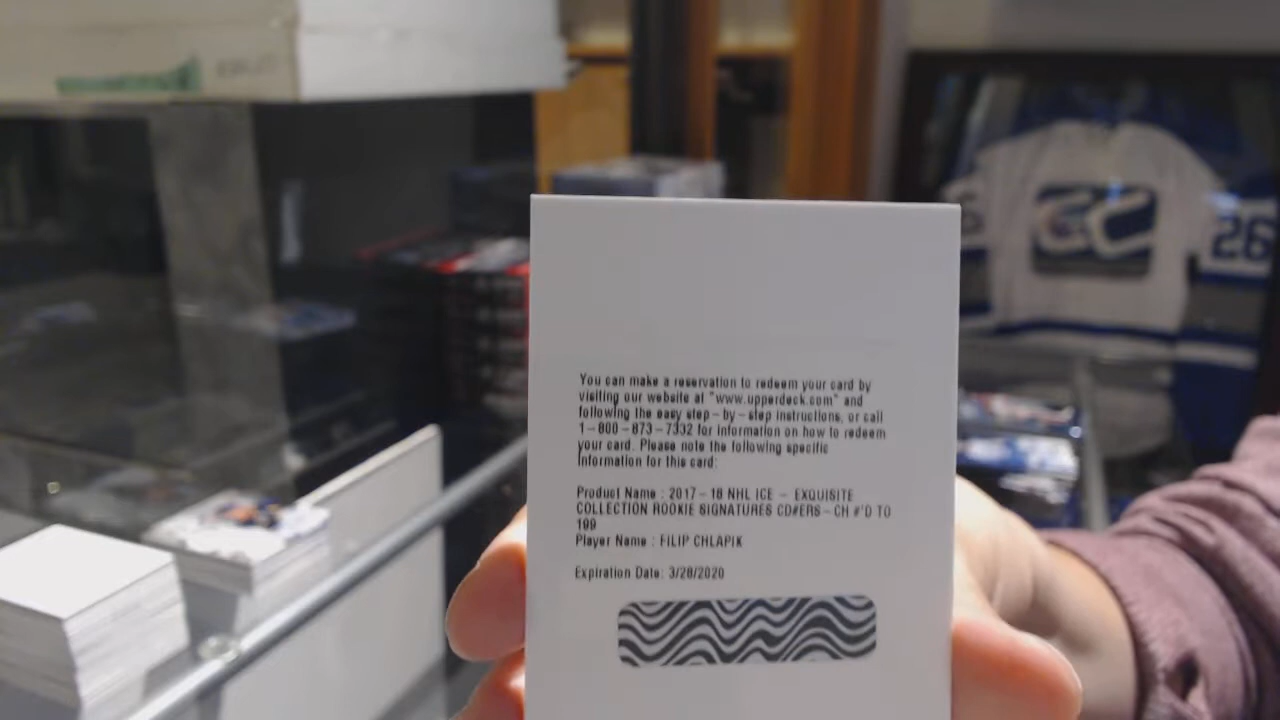 You can make a reservation to redeem your card by
visiting our website at "www.upperdeck.com" and
following the easy step-by-step instructions, or call
1-800-873-7332 for information on how to redeem
your card. Please note the following specific
information for this card:
Product Name : 2017-18 NHL ICE - EXQUISITE
COLLECTION ROOKIE SIGNATURES CD#ERS-CH #'D TO
199
Player Name : FILIP CHLAPIK
Expiration Date: 3/28/2020
26